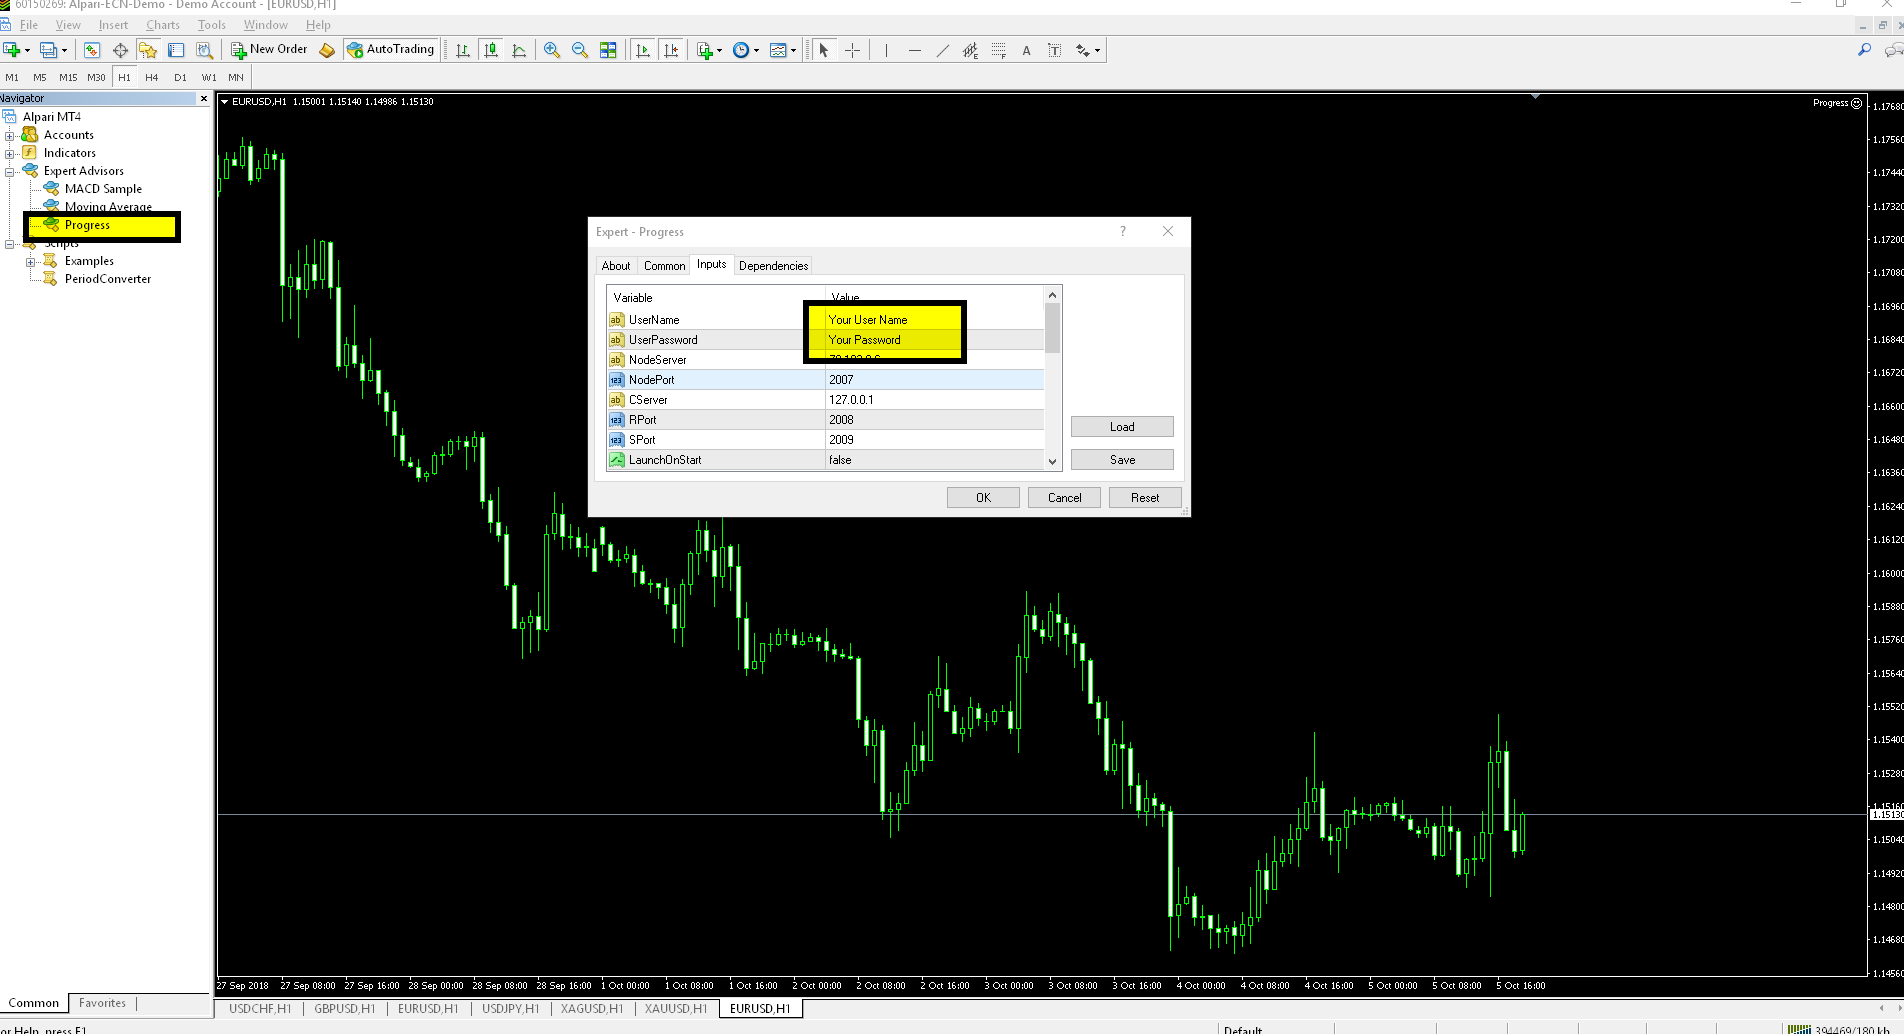 60150269: Alpari-ECN-Demo - Demo Account - [EURUSD,H1]
File View Insert Charts Tools Window Help
New Order AutoTrading
M1 M5 M15 M30 H1 H4 D1 W1 MN
Navigator
Alpari MT4
Accounts
Indicators
Expert Advisors
MACD Sample
Moving Average
Progress
Scripts
Examples
PeriodConverter
Common Favorites
EURUSD,H1 1.15001 1.15140 1.14986 1.15130
Progress
Expert - Progress
About Common Inputs Dependencies
Variable Value
UserName Your User Name
UserPassword Your Password
NodeServer
NodePort 2007
CServer 127.0.0.1
RPort 2008
SPort 2009
LaunchOnStart false
Load
Save
OK Cancel Reset
1.17680
1.17560
1.17440
1.17320
1.17200
1.17080
1.16960
1.16840
1.16720
1.16600
1.16480
1.16360
1.16240
1.16120
1.16000
1.15880
1.15760
1.15640
1.15520
1.15400
1.15280
1.15160
1.15130
1.15040
1.14920
1.14800
1.14680
1.14560
27 Sep 2018 27 Sep 08:00 27 Sep 16:00 28 Sep 00:00 28 Sep 08:00 28 Sep 16:00 1 Oct 00:00 1 Oct 08:00 1 Oct 16:00 2 Oct 00:00 2 Oct 08:00 2 Oct 16:00 3 Oct 00:00 3 Oct 08:00 3 Oct 16:00 4 Oct 00:00 4 Oct 08:00 4 Oct 16:00 5 Oct 00:00 5 Oct 08:00 5 Oct 16:00
USDCHF,H1 GBPUSD,H1 EURUSD,H1 USDJPY,H1 XAGUSD,H1 XAUUSD,H1 EURUSD,H1
or Help, press F1 Default 394469/180 kb